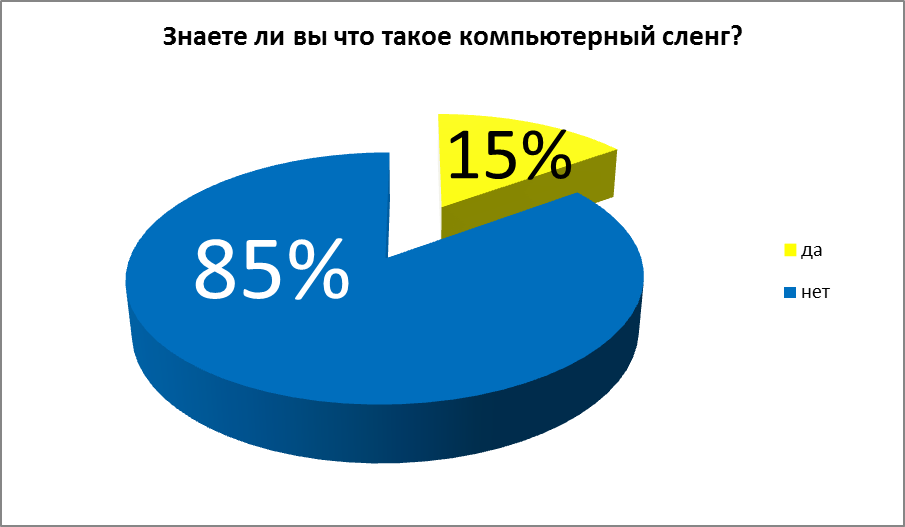 Знаете ли вы что такое компьютерный сленг?
15%
85%
да
нет